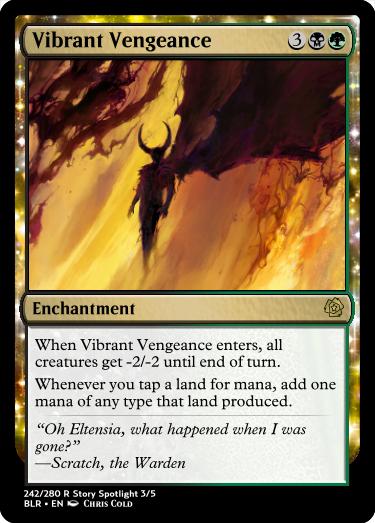 Vibrant Vengeance 3
Enchantment
When Vibrant Vengeance enters, all
creatures get -2/-2 until end of turn.
Whenever you tap a land for mana, add one
mana of any type that land produced.
"Oh Eltensia, what happened when I was
gone?"
—Scratch, the Warden
242/280 R Story Spotlight 3/5
BLR • EN Chris Cold